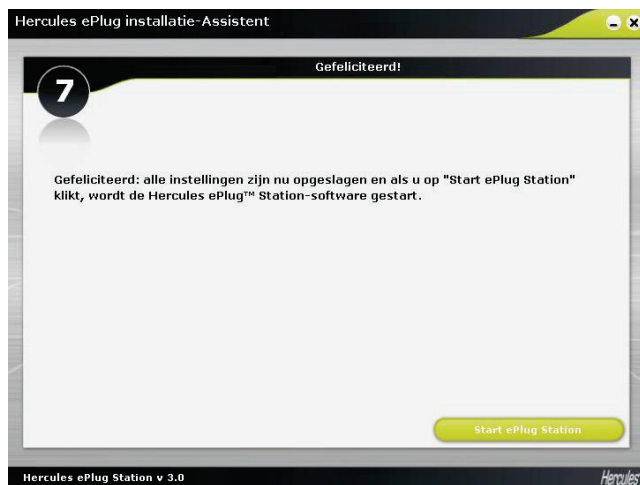 Hercules ePlug installatie-Assistent
Gefeliciteerd!
7
Gefeliciteerd: alle instellingen zijn nu opgeslagen en als u op "Start ePlug Station"
klikt, wordt de Hercules ePlug™ Station-software gestart.
Start ePlug Station
Hercules ePlug Station v 3.0
Hercules